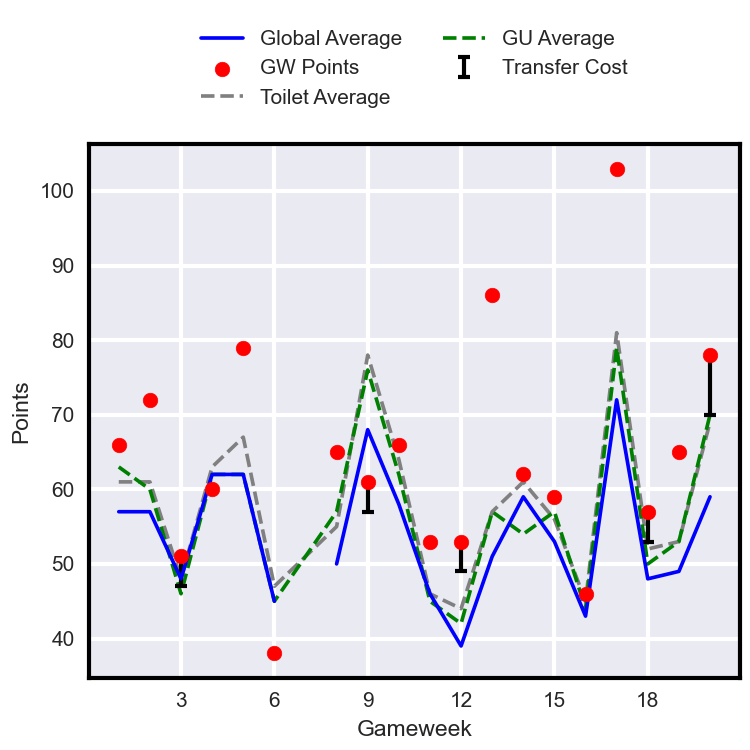 Global Average
GW Points
Toilet Average
GU Average
Transfer Cost
100
90
80
70
60
50
40
Points
3 6 9 12 15 18
Gameweek